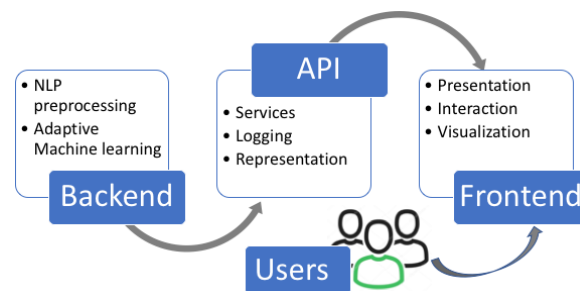 • NLP
preprocessing
• Adaptive
Machine learning
Backend
API
• Services
• Logging
• Representation
• Presentation
• Interaction
• Visualization
Frontend
Users